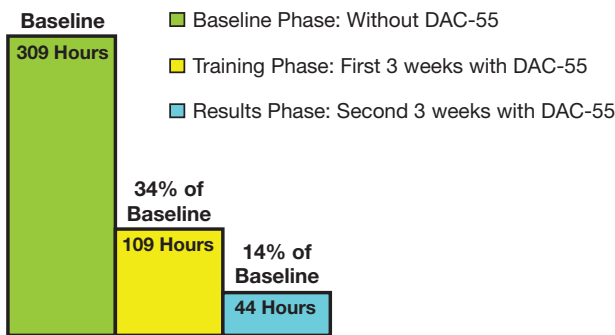 Baseline
309 Hours
Baseline Phase: Without DAC-55
Training Phase: First 3 weeks with DAC-55
Results Phase: Second 3 weeks with DAC-55
34% of
Baseline
109 Hours
14% of
Baseline
44 Hours